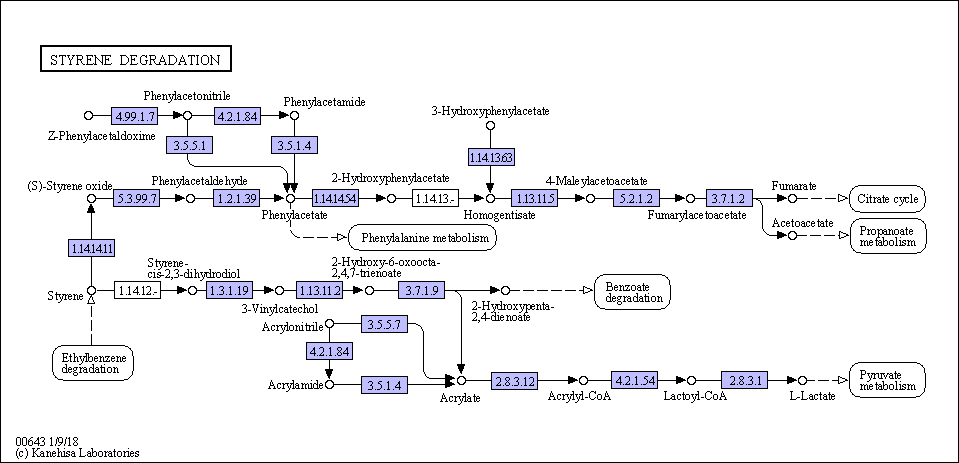 STYRENE DEGRADATION
Phenylacetonitrile
Phenylacetamide
4.99.1.7
4.2.1.84
3-Hydroxyphenylacetate
Z-Phenylacetaldoxime
3.5.5.1
3.5.1.4
1.14.13.63
(S)-Styrene oxide
Phenylacetaldehyde
2-Hydroxyphenylacetate
4-Maleylacetoacetate
Fumarate
5.3.99.7
1.2.1.39
1.14.14.54
1.14.13.-
1.13.11.5
5.2.1.2
3.7.1.2
Citrate cycle
Phenylacetate
Homogentisate
Fumarylacetoacetate
Acetoacetate
Phenylalanine metabolism
Propanoate
metabolism
1.14.14.11
Styrene-
cis-2,3-dihydrodiol
2-Hydroxy-6-oxoocta-
2,4,7-trienoate
Styrene
1.14.12.-
1.3.1.19
1.13.11.2
3.7.1.9
Benzoate
degradation
3-Vinylcatechol
2-Hydroxypenta-
2,4-dienoate
Acrylonitrile
3.5.5.7
4.2.1.84
Ethylbenzene
degradation
Acrylamide
3.5.1.4
2.8.3.12
4.2.1.54
2.8.3.1
Pyruvate
metabolism
Acrylate
Acrylyl-CoA
Lactoyl-CoA
L-Lactate
00643 1/9/18
(c) Kanehisa Laboratories